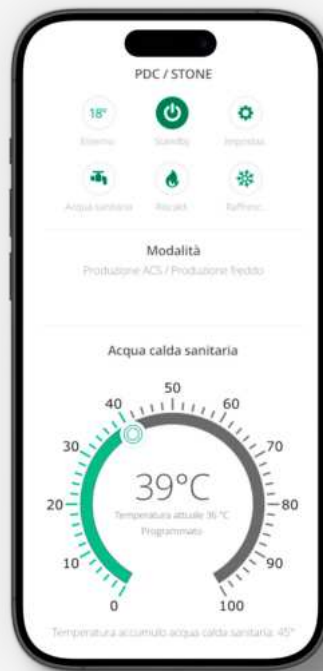 PDC / STONE
18°
Esterna Standby Impostaz.
Acqua sanitaria Riscald. Raffresc.
Modalità
Produzione ACS / Produzione freddo
Acqua calda sanitaria
0 10 20 30 40 50 60 70 80 90 100
39°C
Temperatura attuale 36 °C
Programmato
Temperatura accumulo acqua calda sanitaria: 45°